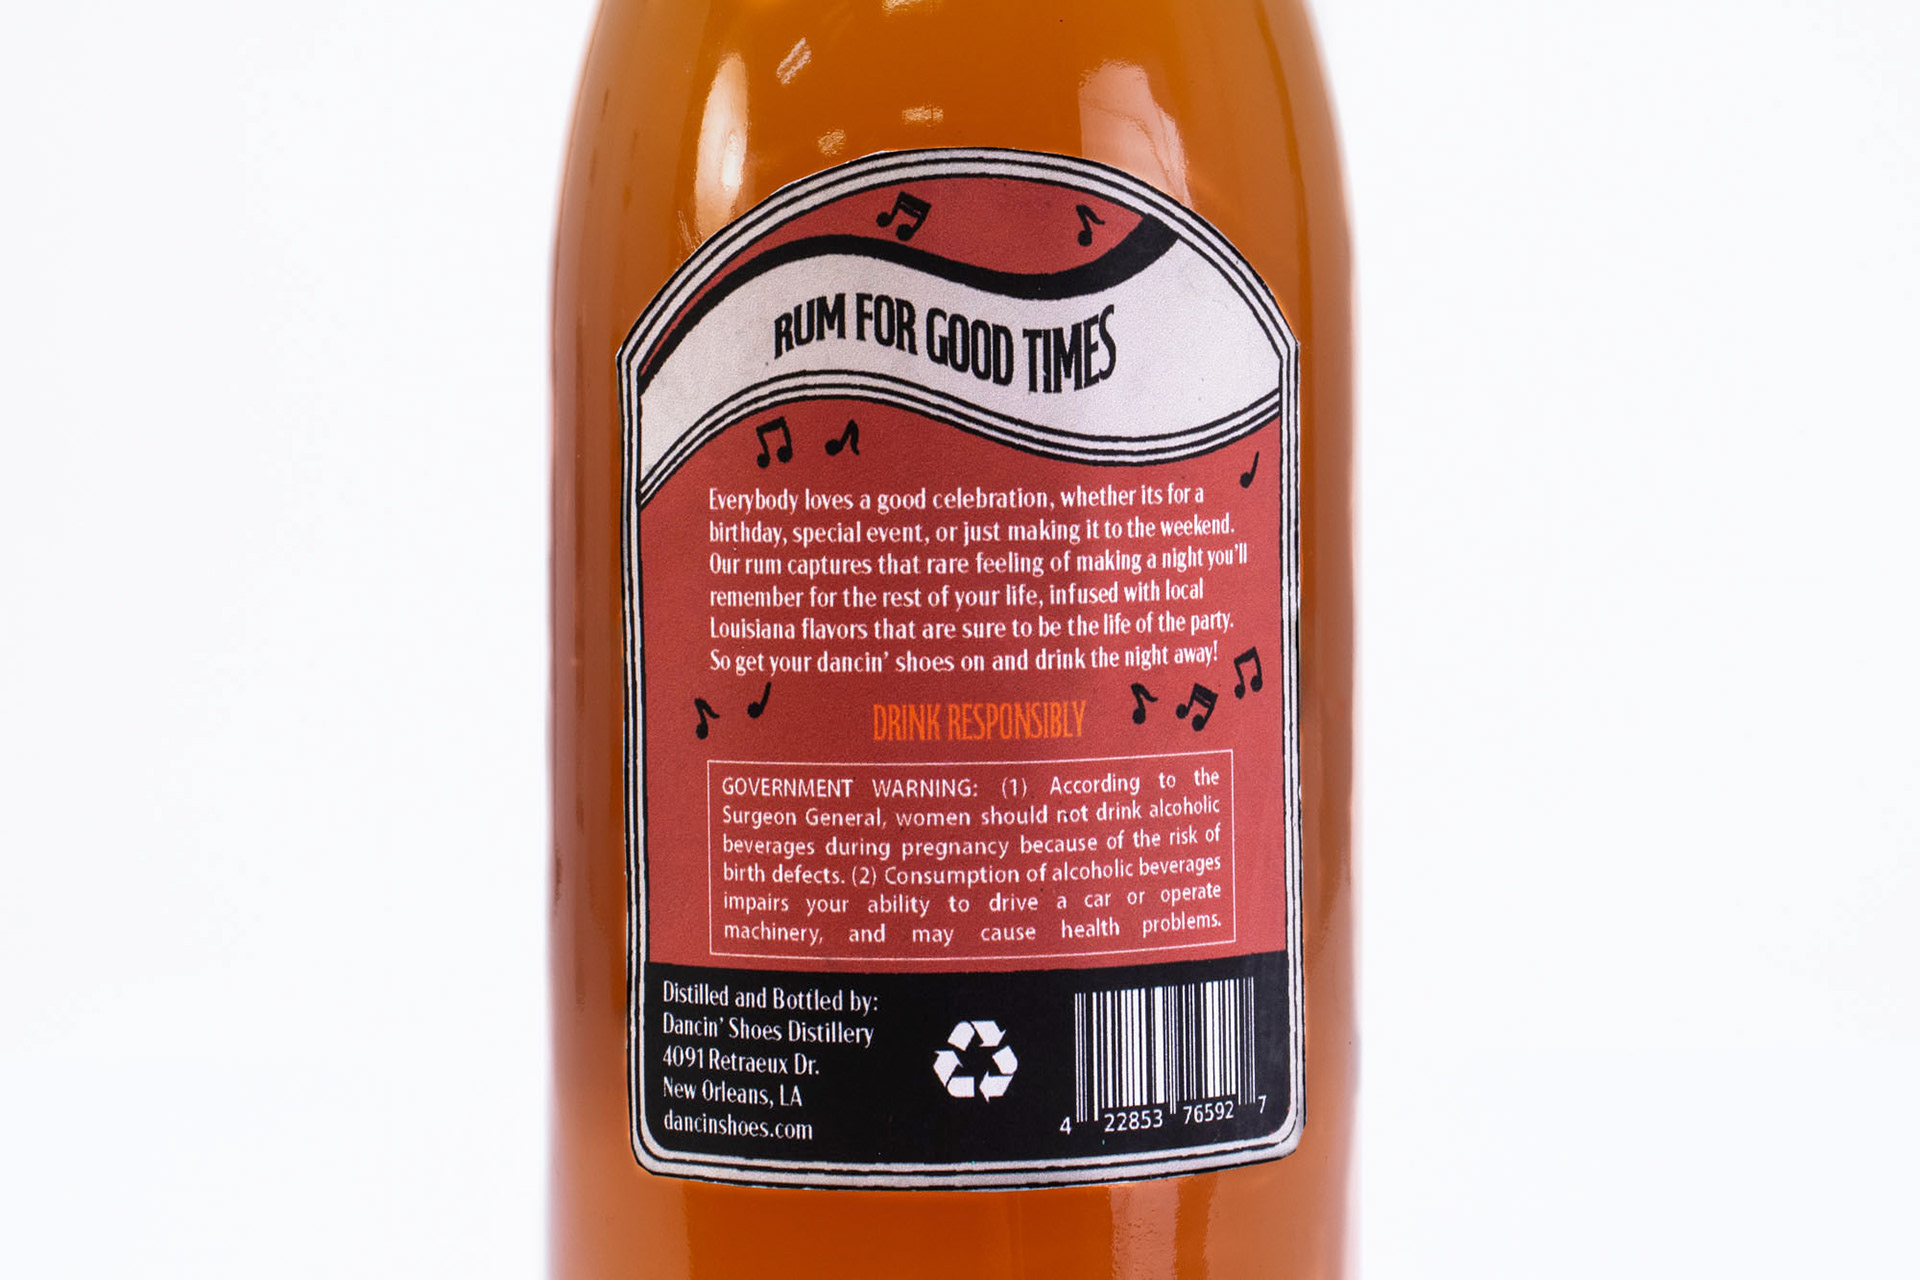 RUM FOR GOOD TIMES
Everybody loves a good celebration, whether its for a
birthday, special event, or just making it to the weekend.
Our rum captures that rare feeling of making a night you'll
remember for the rest of your life, infused with local
Louisiana flavors that are sure to be the life of the party.
So get your dancin' shoes on and drink the night away!
DRINK RESPONSIBLY
GOVERNMENT WARNING: (1) According to the
Surgeon General, women should not drink alcoholic
beverages during pregnancy because of the risk of
birth defects. (2) Consumption of alcoholic beverages
impairs your ability to drive a car or operate
machinery, and may cause health problems.
Distilled and Bottled by:
Dancin' Shoes Distillery
4091 Retraeux Dr.
New Orleans, LA
dancinshoes.com
4 22853 76592 7